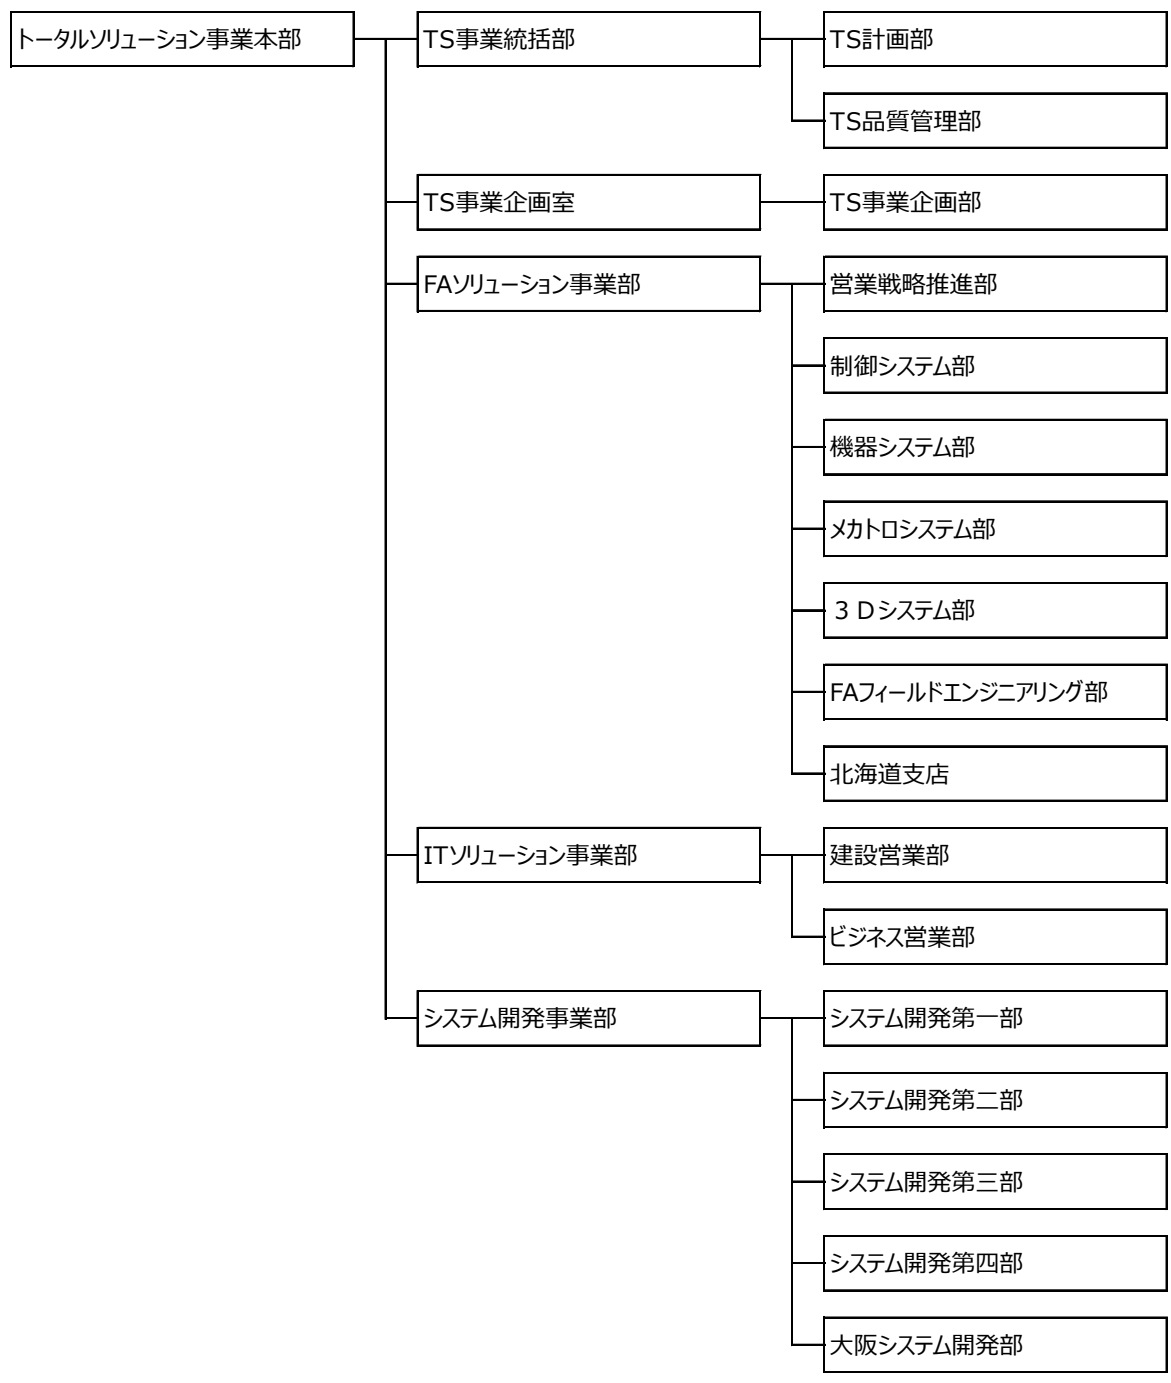 トータルソリューション事業本部
TS事業統括部
TS計画部
TS品質管理部
TS事業企画室
TS事業企画部
FAソリューション事業部
営業戦略推進部
制御システム部
機器システム部
メカトロシステム部
３Ｄシステム部
FAフィールドエンジニアリング部
北海道支店
ITソリューション事業部
建設営業部
ビジネス営業部
システム開発事業部
システム開発第一部
システム開発第二部
システム開発第三部
システム開発第四部
大阪システム開発部